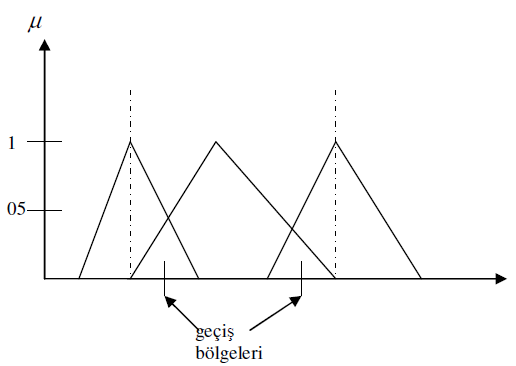 μ
1
05
geçiş
bölgeleri